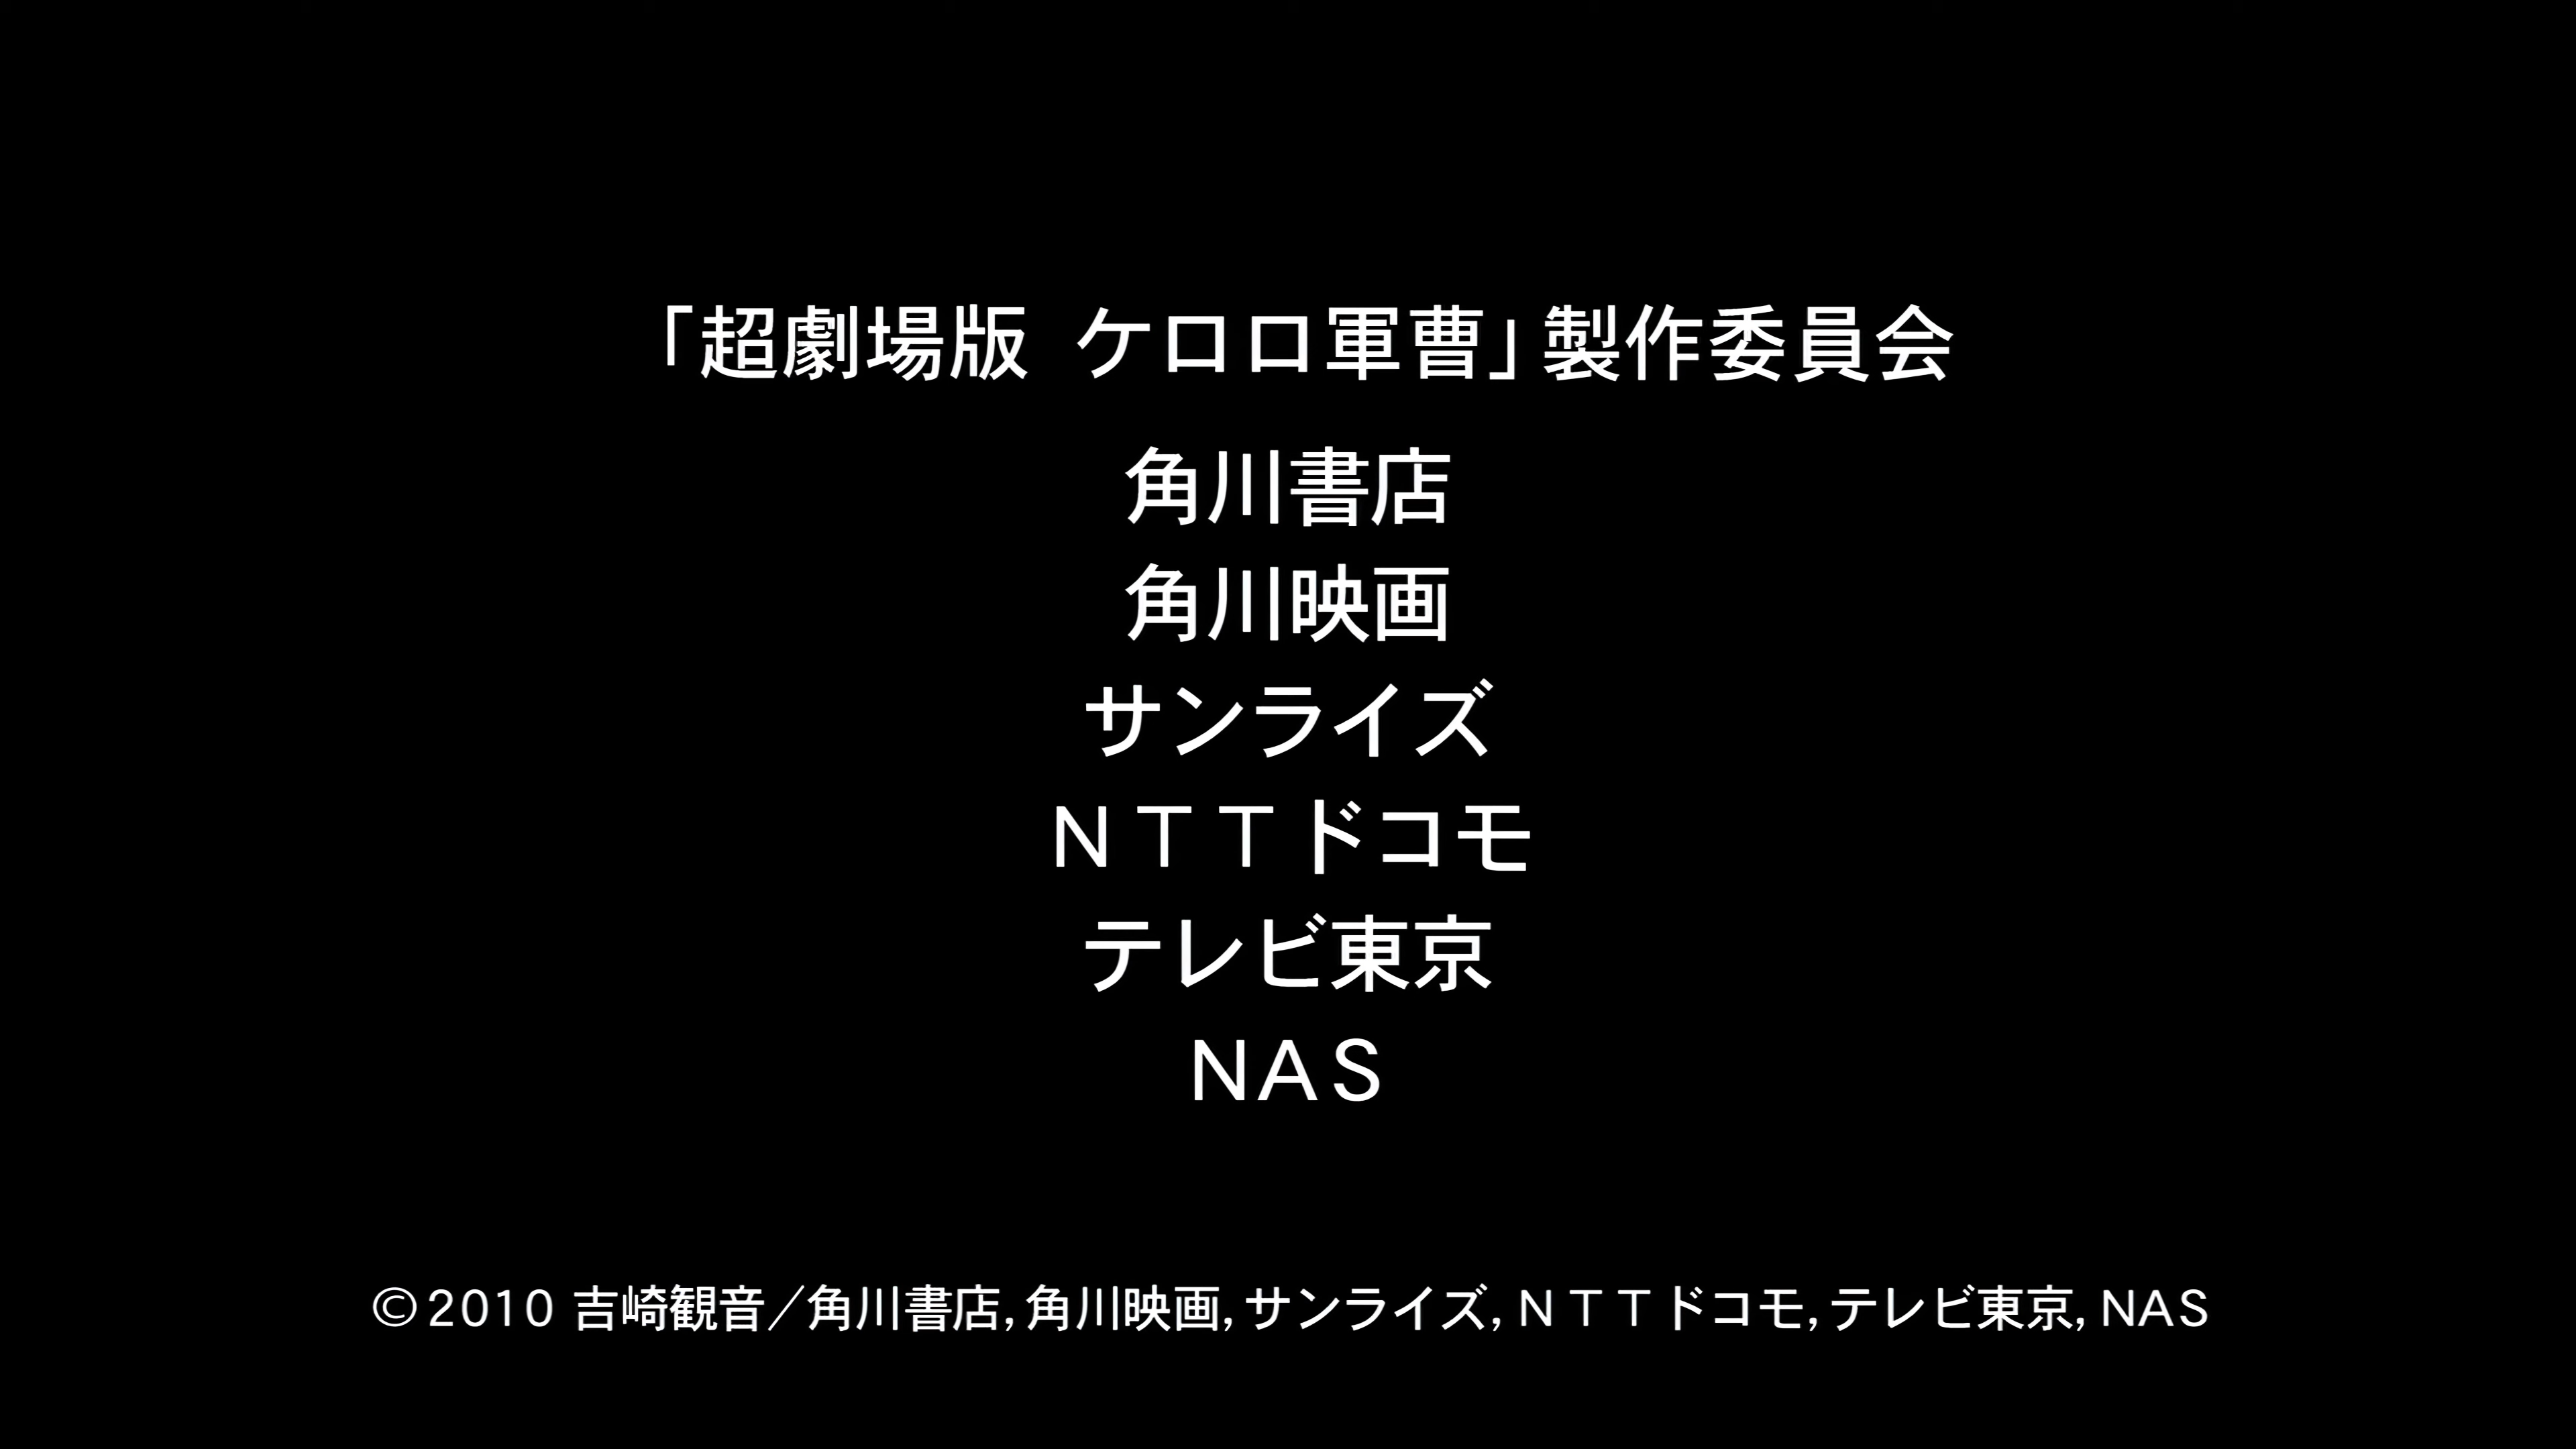 「超劇場版 ケロロ軍曹」製作委員会
角川書店
角川映画
サンライズ
ＮＴＴドコモ
テレビ東京
NAS
©2010 吉崎観音／角川書店, 角川映画, サンライズ, ＮＴＴドコモ, テレビ東京, NAS